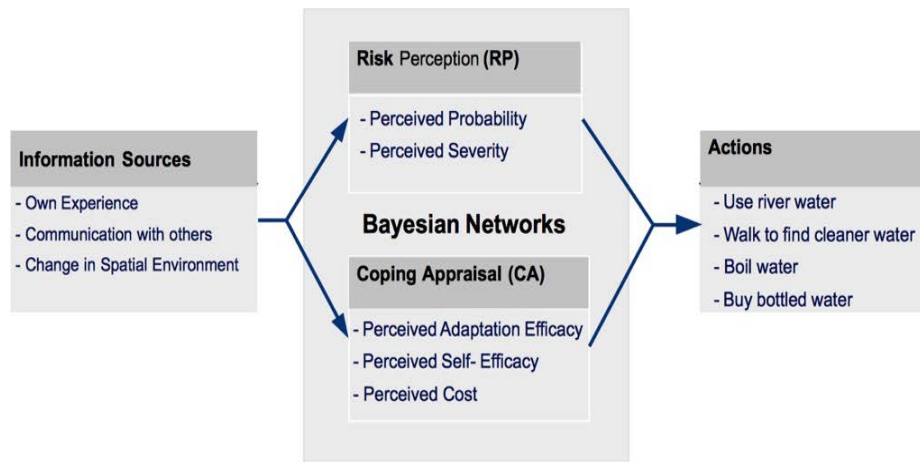 Information Sources
- Own Experience
- Communication with others
- Change in Spatial Environment
Risk Perception (RP)
- Perceived Probability
- Perceived Severity
Bayesian Networks
Coping Appraisal (CA)
- Perceived Adaptation Efficacy
- Perceived Self- Efficacy
- Perceived Cost
Actions
- Use river water
- Walk to find cleaner water
- Boil water
- Buy bottled water